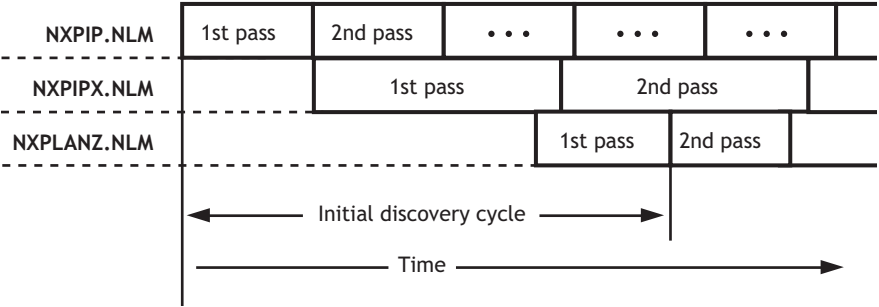 NXPIP.NLM 1st pass 2nd pass • • • • • • • • •
NXPIPX.NLM 1st pass 2nd pass
NXPLANZ.NLM 1st pass 2nd pass
Initial discovery cycle
Time